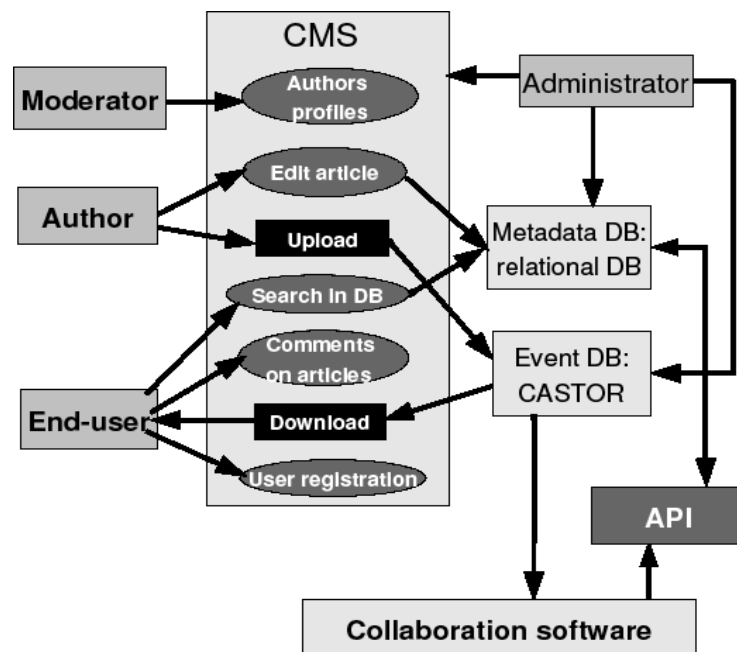 CMS
Administrator
Moderator
Authors
profiles
Edit article
Author
Upload
Metadata DB:
relational DB
Search in DB
Comments
on articles
Event DB:
CASTOR
End-user
Download
User registration
API
Collaboration software